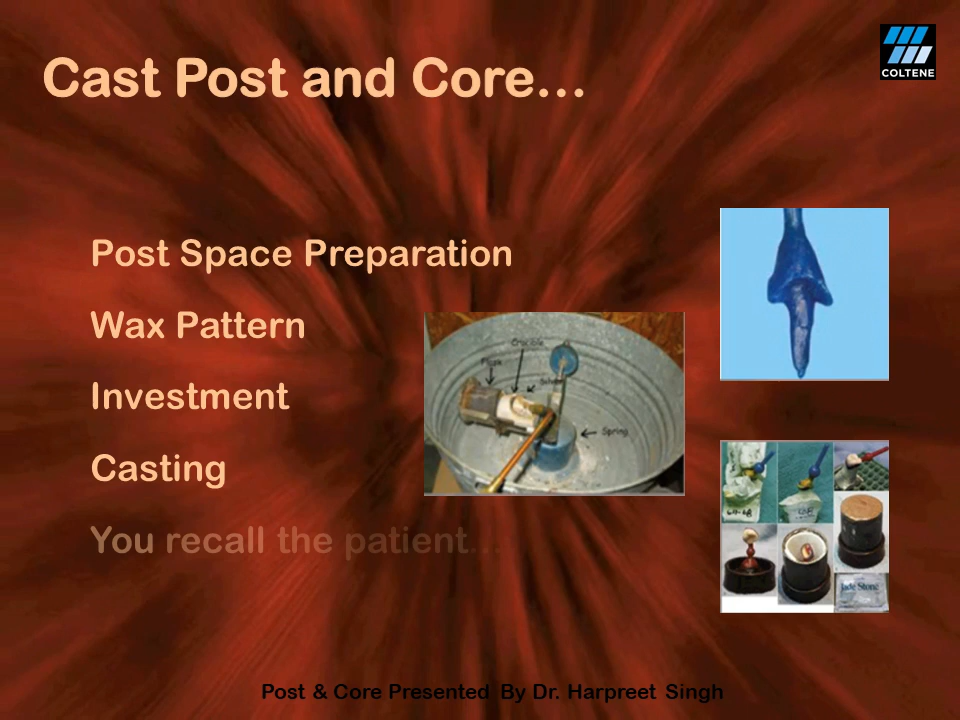 Cast Post and Core…
COLTENE
Post Space Preparation
Wax Pattern
Investment
Casting
You recall the patient…
Crucible
Flask
Spring
Jade Stone
Post & Core Presented By Dr. Harpreet Singh